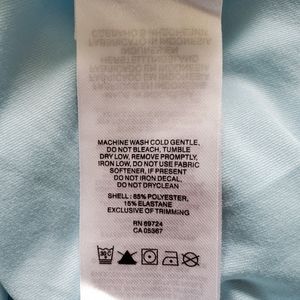 MACHINE WASH COLD GENTLE,
DO NOT BLEACH, TUMBLE
DRY LOW, REMOVE PROMPTLY,
IRON LOW, DO NOT USE FABRIC
SOFTENER, IF PRESENT
DO NOT IRON DECAL,
DO NOT DRYCLEAN
SHELL : 85% POLYESTER,
15% ELASTANE
EXCLUSIVE OF TRIMMING
RN 69724
CA 05367